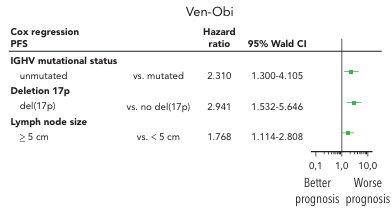 Ven-Obi
Cox regression Hazard
PFS ratio 95% Wald CI
IGHV mutational status
unmutated vs. mutated 2.310 1.300-4.105
Deletion 17p
del(17p) vs. no del(17p) 2.941 1.532-5.646
Lymph node size
≥ 5 cm vs. < 5 cm 1.768 1.114-2.808
0,1 1,0 10,0
Better Worse
prognosis prognosis